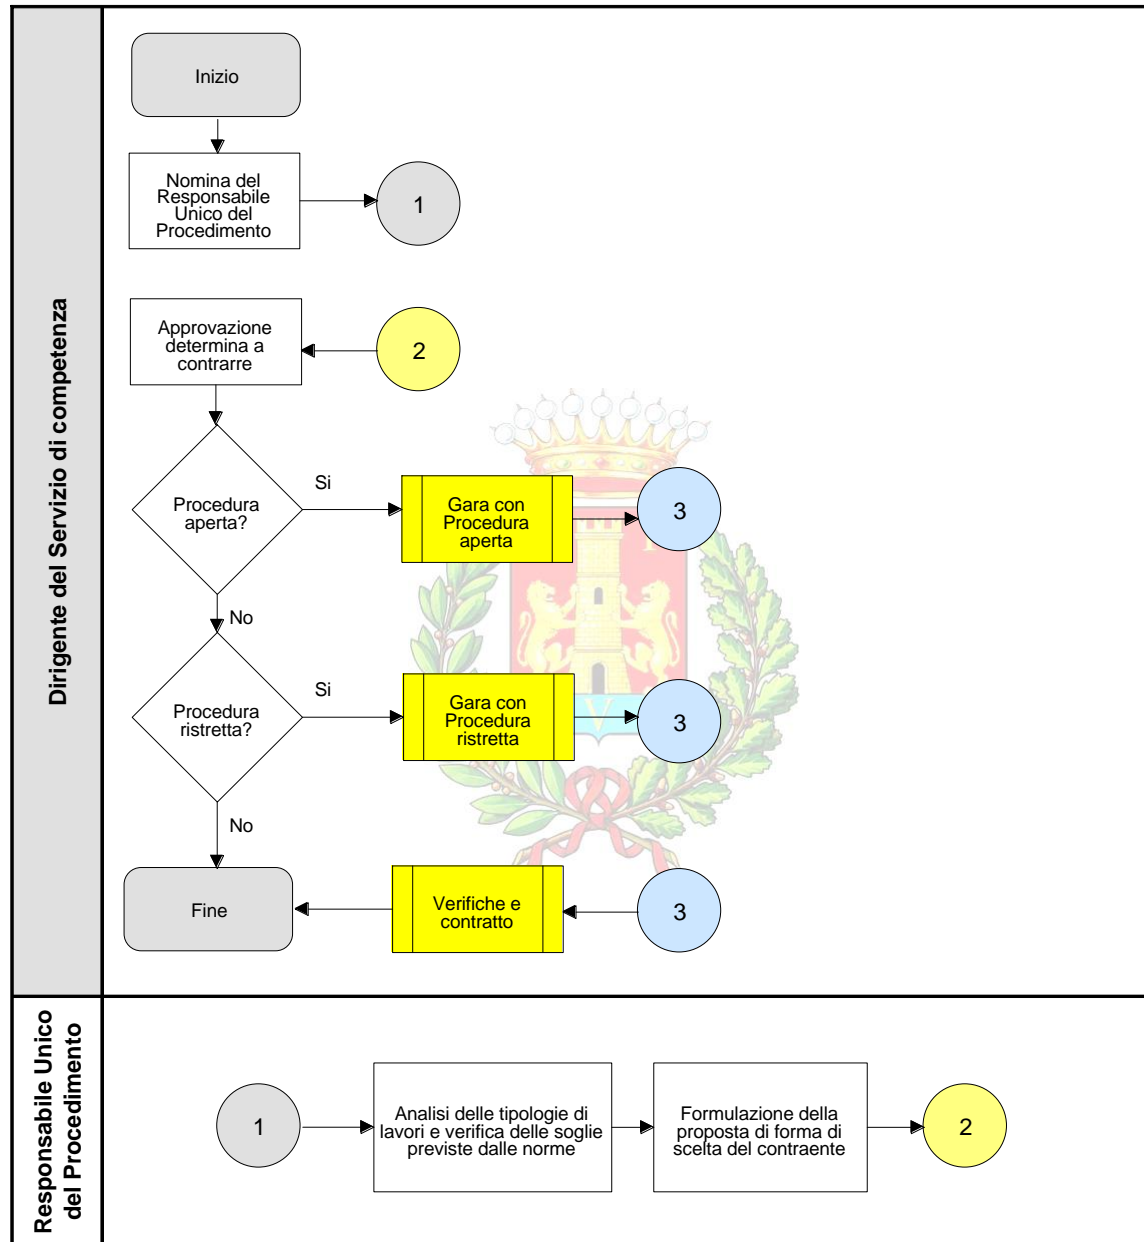 Dirigente del Servizio di competenza
Inizio
Nomina del
Responsabile
Unico del
Procedimento
1
Approvazione
determina a
contrarre
2
Procedura
aperta?
Si
Gara con
Procedura
aperta
3
No
Procedura
ristretta?
Si
Gara con
Procedura
ristretta
3
No
Fine
Verifiche e
contratto
3
V
Responsabile Unico
del Procedimento
1
Analisi delle tipologie di
lavori e verifica delle soglie
previste dalle norme
Formulazione della
proposta di forma di
scelta del contraente
2